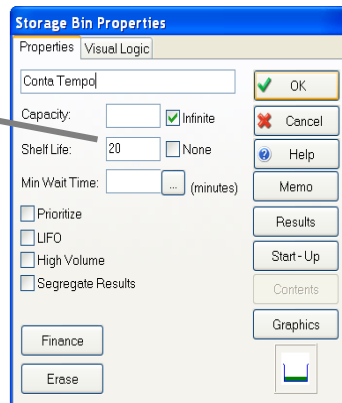 Storage Bin Properties
Properties Visual Logic
Conta Tempo
OK
Capacity: Infinite
Cancel
Shelf Life: 20 None
Help
Min Wait Time: ... (minutes)
Memo
Prioritize
Results
LIFO
High Volume
Start-Up
Segregate Results
Contents
Graphics
Finance
Erase